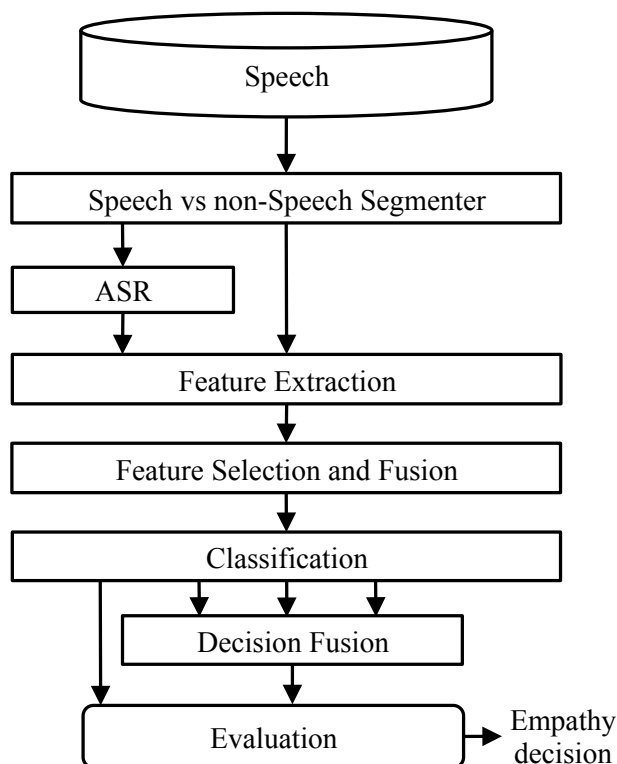 Speech
Speech vs non-Speech Segmenter
ASR
Feature Extraction
Feature Selection and Fusion
Classification
Decision Fusion
Evaluation
Empathy
decision